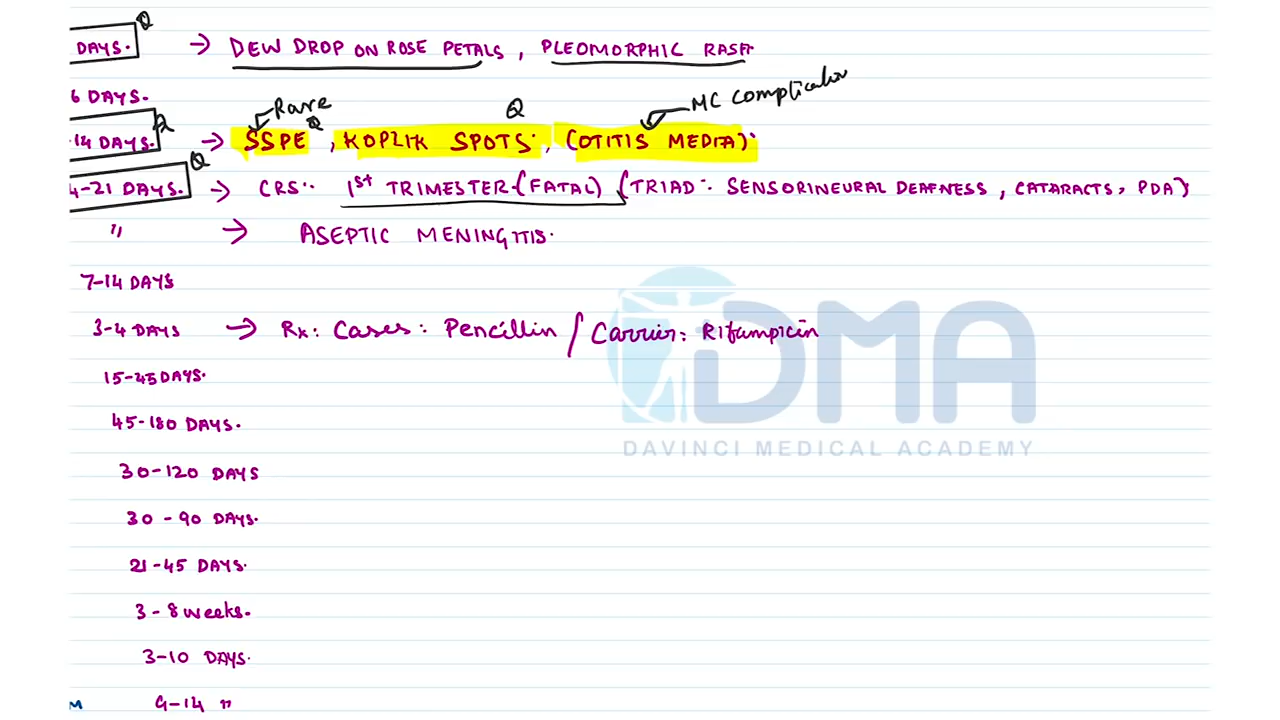 Q
DAYS. → DEW DROP ON ROSE PETALS, PLEOMORPHIC RASH
6 DAYS.
Rare Q MC complication
-14 DAYS. Q → SSPE Q, KOPLIK SPOTS. (OTITIS MEDIA).
4-21 DAYS. Q → CRS:. 1st TRIMESTER-(FATAL) (TRIAD:- SENSORINEURAL DEAFNESS, CATARACTS, PDA)
" → ASEPTIC MENINGITIS.
7-14 DAYS
3-4 DAYS → Rx: Cases: Pencillin / Carrier: Rifampicin
15-45 DAYS.
45-180 DAYS.
30-120 DAYS
30 - 90 DAYS.
21-45 DAYS.
3 - 8 weeks.
3-10 DAYS.
M 9-14 "
DMA
DAVINCI MEDICAL ACADEMY